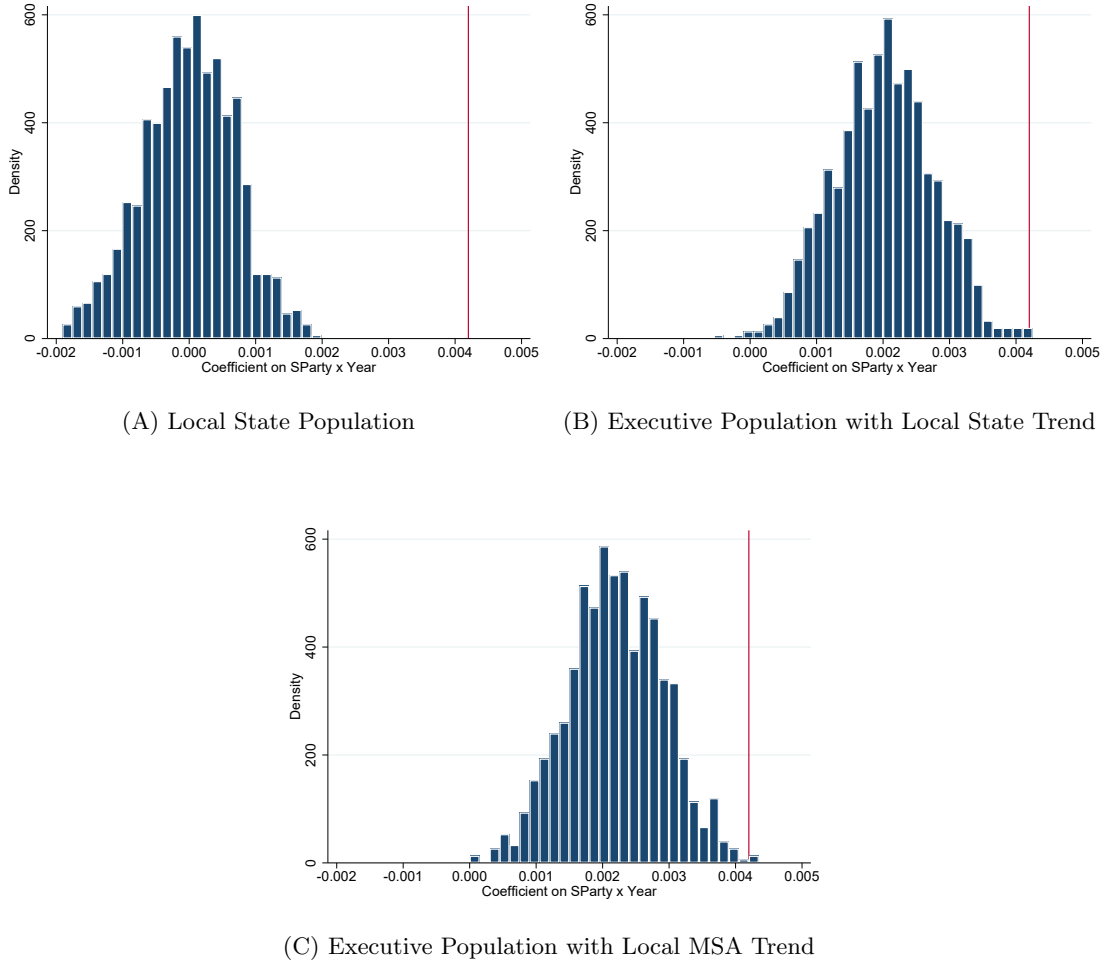 600
400
200
0
Density
-0.002 -0.001 0.000 0.001 0.002 0.003 0.004 0.005
Coefficient on SParty x Year
(A) Local State Population
600
400
200
0
Density
-0.002 -0.001 0.000 0.001 0.002 0.003 0.004 0.005
Coefficient on SParty x Year
(B) Executive Population with Local State Trend
600
400
200
0
Density
-0.002 -0.001 0.000 0.001 0.002 0.003 0.004 0.005
Coefficient on SParty x Year
(C) Executive Population with Local MSA Trend